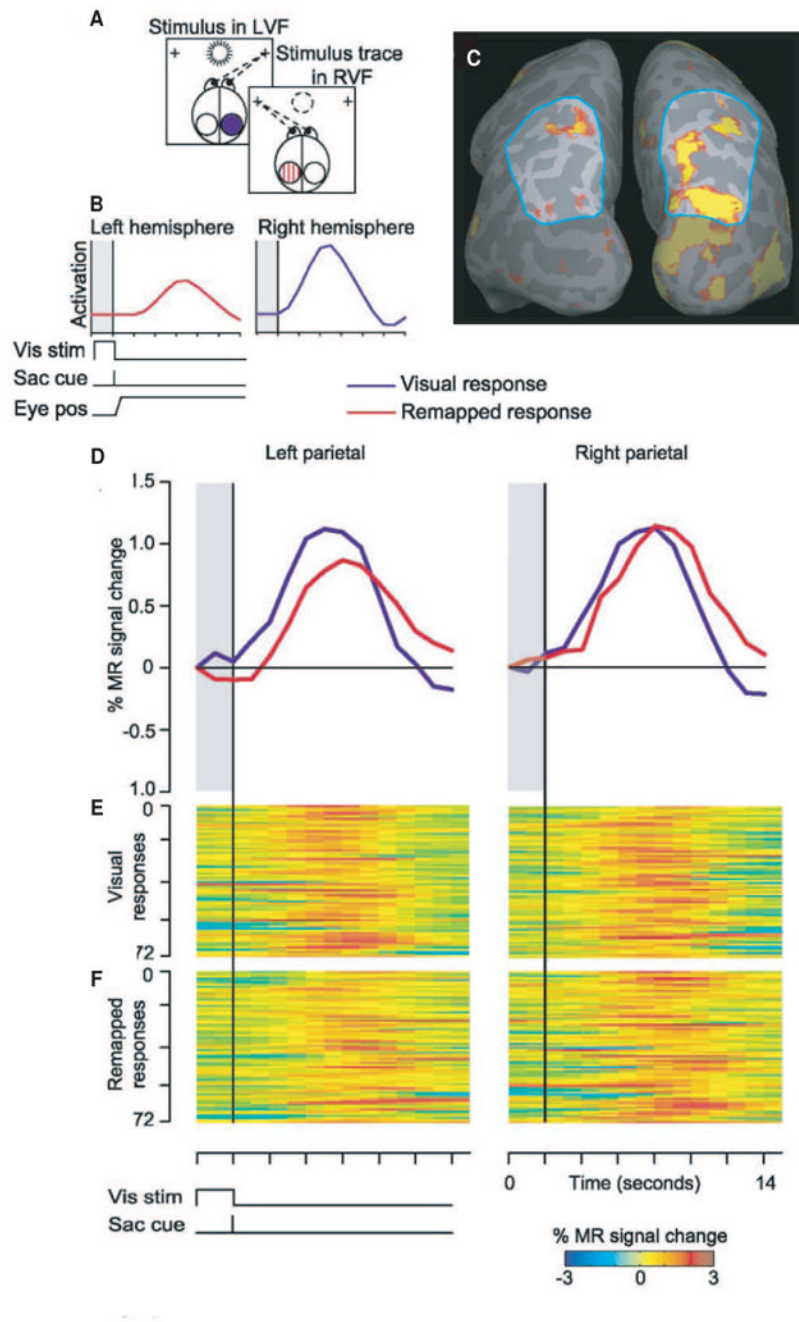 A
Stimulus in LVF
Stimulus trace
in RVF
B
Left hemisphere
Right hemisphere
Activation
Vis stim
Sac cue
Eye pos
C
Visual response
Remapped response
D
Left parietal
Right parietal
% MR signal change
1.5
1.0
0.5
0
-0.5
1.0
E
Visual
responses
0
72
F
Remapped
responses
0
72
0
Time (seconds)
14
Vis stim
Sac cue
% MR signal change
-3
0
3